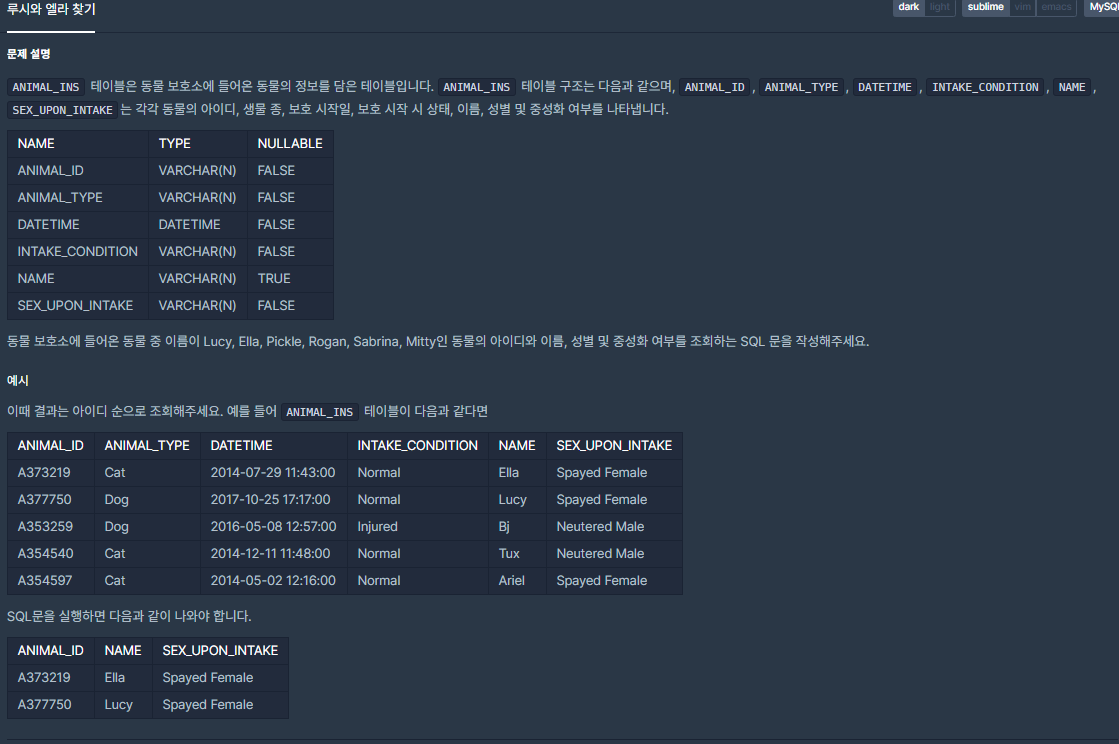 루시와 엘라 찾기 dark light sublime vim emacs MySQ
문제 설명
ANIMAL_INS 테이블은 동물 보호소에 들어온 동물의 정보를 담은 테이블입니다. ANIMAL_INS 테이블 구조는 다음과 같으며, ANIMAL_ID , ANIMAL_TYPE , DATETIME , INTAKE_CONDITION , NAME ,
SEX_UPON_INTAKE 는 각각 동물의 아이디, 생물 종, 보호 시작일, 보호 시작 시 상태, 이름, 성별 및 중성화 여부를 나타냅니다.
NAME TYPE NULLABLE
ANIMAL_ID VARCHAR(N) FALSE
ANIMAL_TYPE VARCHAR(N) FALSE
DATETIME DATETIME FALSE
INTAKE_CONDITION VARCHAR(N) FALSE
NAME VARCHAR(N) TRUE
SEX_UPON_INTAKE VARCHAR(N) FALSE
동물 보호소에 들어온 동물 중 이름이 Lucy, Ella, Pickle, Rogan, Sabrina, Mitty인 동물의 아이디와 이름, 성별 및 중성화 여부를 조회하는 SQL 문을 작성해주세요.
예시
이때 결과는 아이디 순으로 조회해주세요. 예를 들어 ANIMAL_INS 테이블이 다음과 같다면
ANIMAL_ID ANIMAL_TYPE DATETIME INTAKE_CONDITION NAME SEX_UPON_INTAKE
A373219 Cat 2014-07-29 11:43:00 Normal Ella Spayed Female
A377750 Dog 2017-10-25 17:17:00 Normal Lucy Spayed Female
A353259 Dog 2016-05-08 12:57:00 Injured Bj Neutered Male
A354540 Cat 2014-12-11 11:48:00 Normal Tux Neutered Male
A354597 Cat 2014-05-02 12:16:00 Normal Ariel Spayed Female
SQL문을 실행하면 다음과 같이 나와야 합니다.
ANIMAL_ID NAME SEX_UPON_INTAKE
A373219 Ella Spayed Female
A377750 Lucy Spayed Female